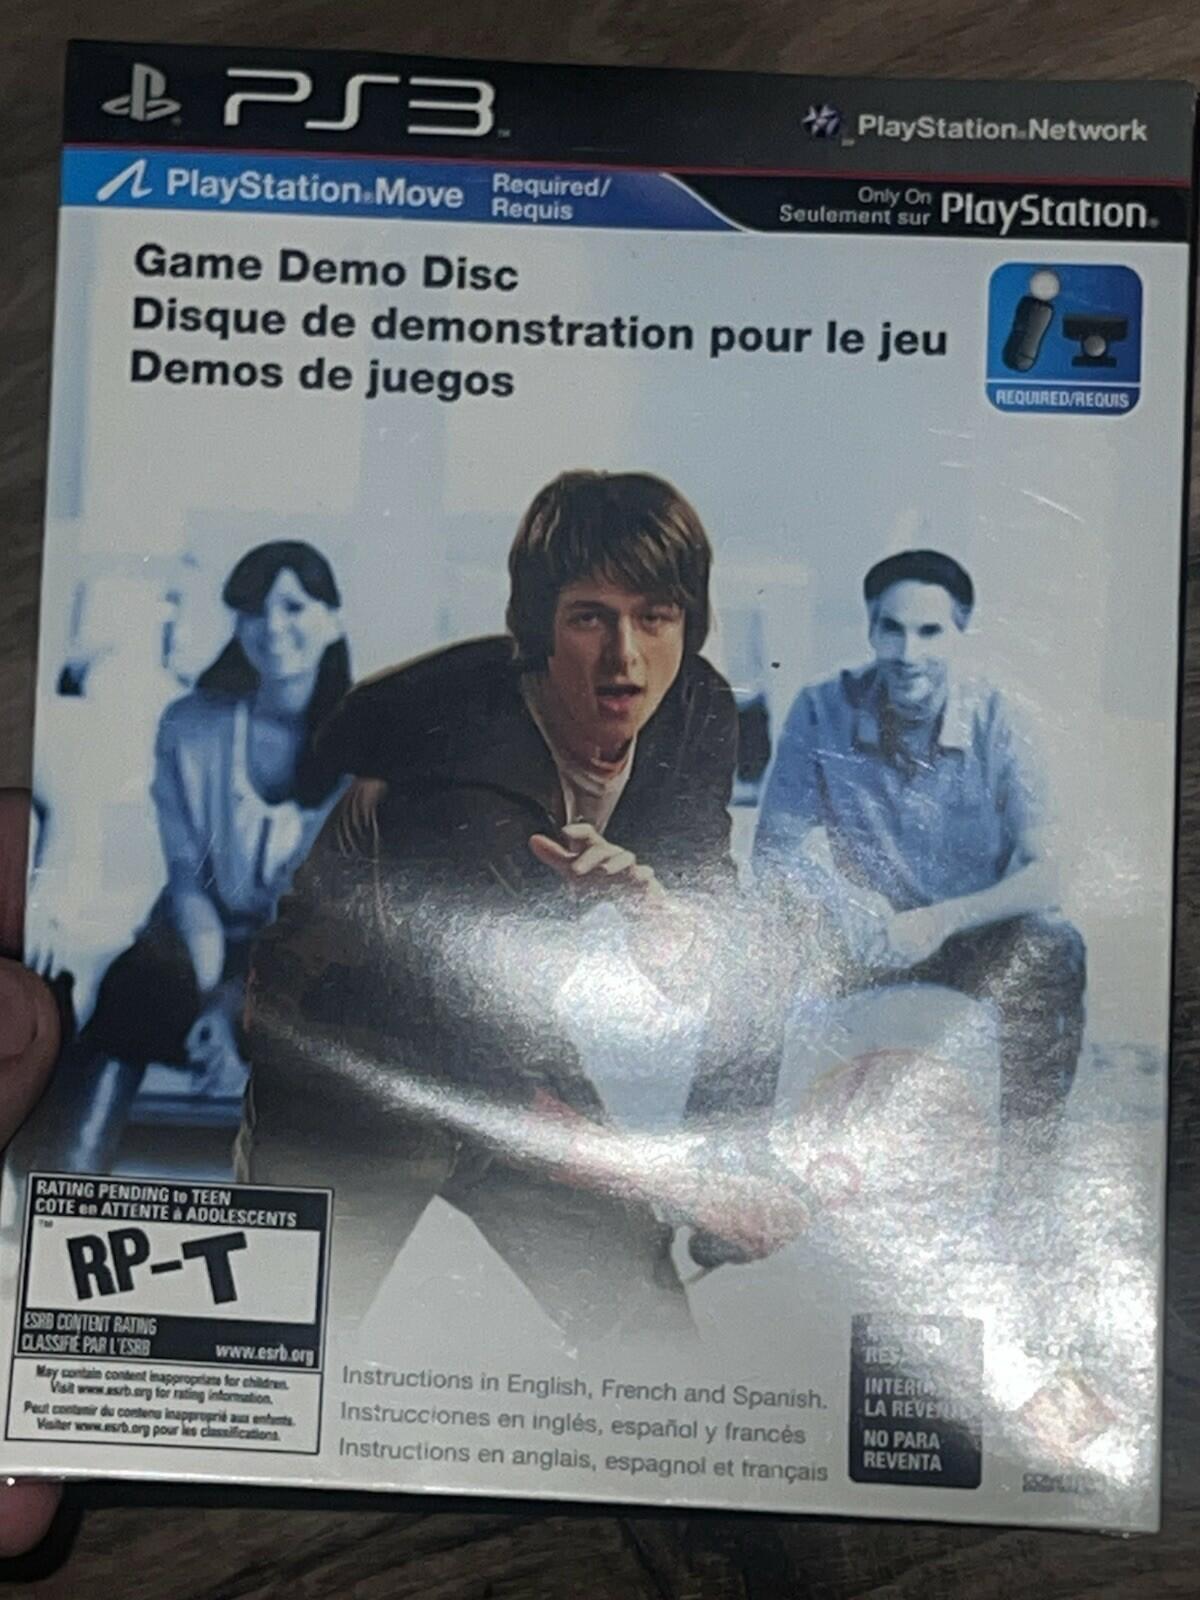 PS3
PlayStation®Network
PlayStation®Move Required/
Requis
Only On
Seulement sur PlayStation®
Game Demo Disc
Disque de demonstration pour le jeu
Demos de juegos
REQUIRED/REQUIS
RATING PENDING to TEEN
COTE en ATTENTE à ADOLESCENTS
RP-T
ESRB CONTENT RATING
CLASSIFIÉ PAR L'ESRB
www.esrb.org
May contain content inappropriate for children.
Visit www.esrb.org for rating information.
Peut contenir du contenu inapproprié aux enfants.
Visiter www.esrb.org pour les classifications.
Instructions in English, French and Spanish.
Instrucciones en inglés, español y francés
Instructions en anglais, espagnol et français
LA
NO PARA
REVENTA
SONY